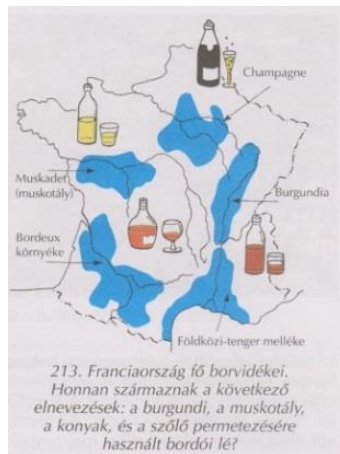 Champagne
Muskadet
(muskotály)
Burgundia
Bordeux
környéke
Földközi-tenger melléke
213. Franciaország fő borvidékei.
Honnan származnak a következő
elnevezések: a burgundi, a muskotály,
a konyak, és a szőlő permetezésére
használt bordói lé?